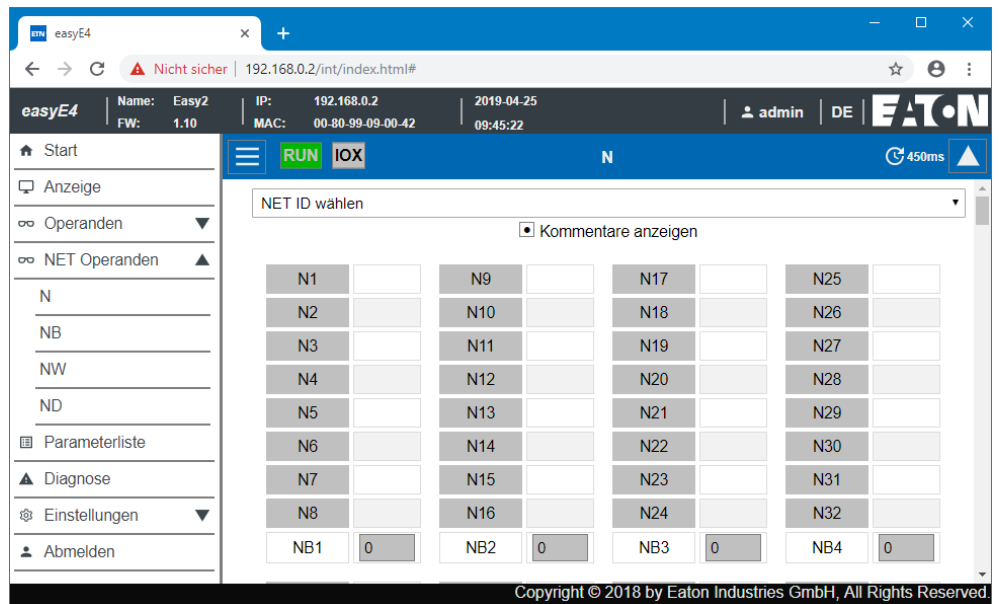 ETN easyE4
Nicht sicher | 192.168.0.2/int/index.html#
easyE4
Name: Easy2
FW: 1.10
IP: 192.168.0.2
MAC: 00-80-99-09-00-42
2019-04-25
09:45:22
admin
DE
EATON
Start
Anzeige
Operanden
NET Operanden
N
NB
NW
ND
Parameterliste
Diagnose
Einstellungen
Abmelden
RUN IOX N 450ms
NET ID wählen
Kommentare anzeigen
N1 N9 N17 N25
N2 N10 N18 N26
N3 N11 N19 N27
N4 N12 N20 N28
N5 N13 N21 N29
N6 N14 N22 N30
N7 N15 N23 N31
N8 N16 N24 N32
NB1 0 NB2 0 NB3 0 NB4 0
Copyright © 2018 by Eaton Industries GmbH, All Rights Reserved.